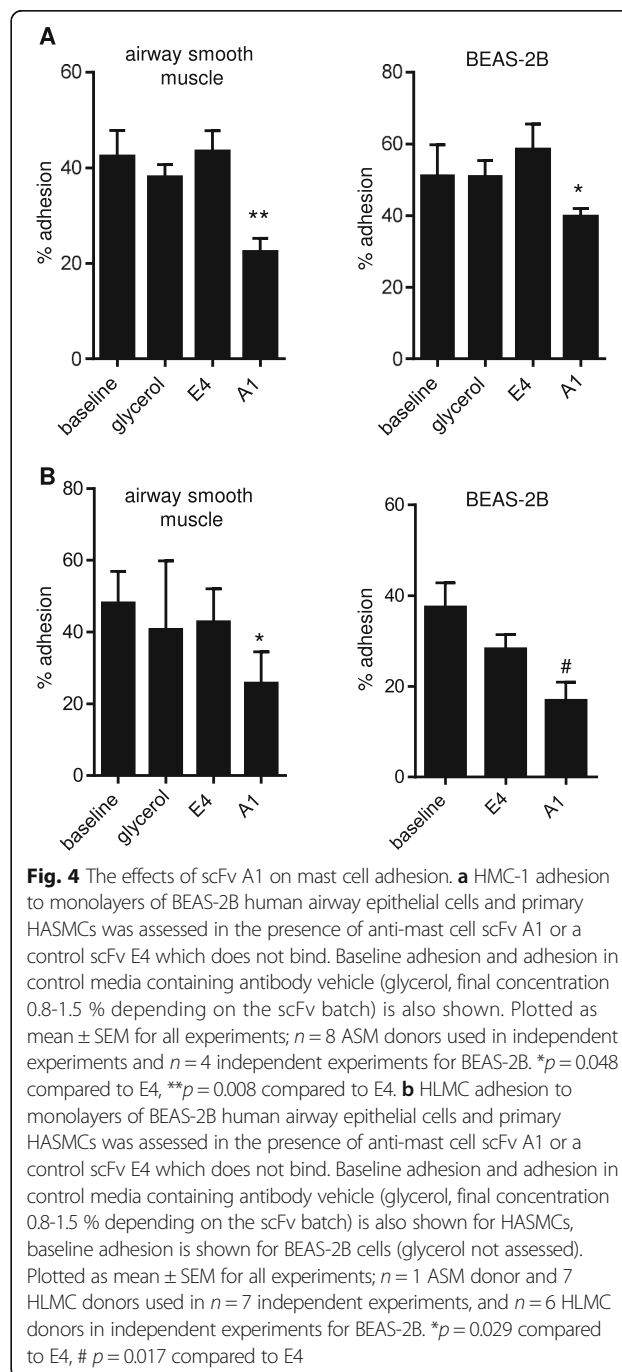 A
airway smooth
muscle
BEAS-2B
% adhesion
60
40
20
0
**
baseline
glycerol
E4
A1
% adhesion
80
60
40
20
0
*
baseline
glycerol
E4
A1
B
airway smooth
muscle
BEAS-2B
% adhesion
80
60
40
20
0
*
baseline
glycerol
E4
A1
% adhesion
60
40
20
0
#
baseline
E4
A1
Fig. 4 The effects of scFv A1 on mast cell adhesion. a HMC-1 adhesion
to monolayers of BEAS-2B human airway epithelial cells and primary
HASMCs was assessed in the presence of anti-mast cell scFv A1 or a
control scFv E4 which does not bind. Baseline adhesion and adhesion in
control media containing antibody vehicle (glycerol, final concentration
0.8-1.5 % depending on the scFv batch) is also shown. Plotted as
mean ± SEM for all experiments; n = 8 ASM donors used in independent
experiments and n = 4 independent experiments for BEAS-2B. *p = 0.048
compared to E4, **p = 0.008 compared to E4. b HLMC adhesion to
monolayers of BEAS-2B human airway epithelial cells and primary
HASMCs was assessed in the presence of anti-mast cell scFv A1 or a
control scFv E4 which does not bind. Baseline adhesion and adhesion in
control media containing antibody vehicle (glycerol, final concentration
0.8-1.5 % depending on the scFv batch) is also shown for HASMCs,
baseline adhesion is shown for BEAS-2B cells (glycerol not assessed).
Plotted as mean ± SEM for all experiments; n = 1 ASM donor and 7
HLMC donors used in n = 7 independent experiments, and n = 6 HLMC
donors in independent experiments for BEAS-2B. *p = 0.029 compared
to E4, # p = 0.017 compared to E4